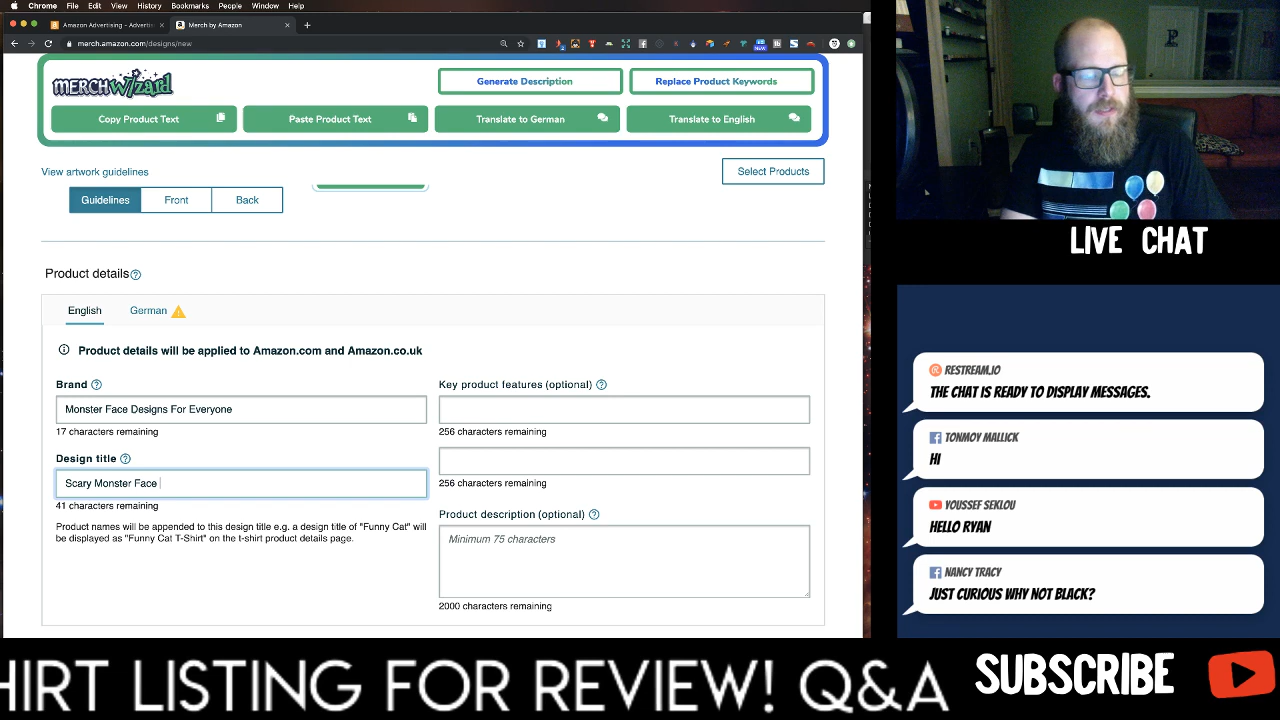 Chrome File Edit View History Bookmarks People Window Help
Amazon Advertising - Advertis
Merch by Amazon
merch.amazon.com/designs/new
MERCHWIZARD
Generate Description
Replace Product Keywords
Copy Product Text
Paste Product Text
Translate to German
Translate to English
View artwork guidelines
Select Products
Guidelines
Front
Back
Product details
English
German
Product details will be applied to Amazon.com and Amazon.co.uk
Brand
Monster Face Designs For Everyone
17 characters remaining
Design title
Scary Monster Face
41 characters remaining
Product names will be appended to this design title e.g. a design title of "Funny Cat" will
be displayed as "Funny Cat T-Shirt" on the t-shirt product details page.
Key product features (optional)
256 characters remaining
256 characters remaining
Product description (optional)
Minimum 75 characters
2000 characters remaining
LIVE CHAT
RESTREAM.IO
THE CHAT IS READY TO DISPLAY MESSAGES.
TONMOY MALLICK
HI
YOUSSEF SEKLOU
HELLO RYAN
NANCY TRACY
JUST CURIOUS WHY NOT BLACK?
HIRT LISTING FOR REVIEW! Q&A
SUBSCRIBE